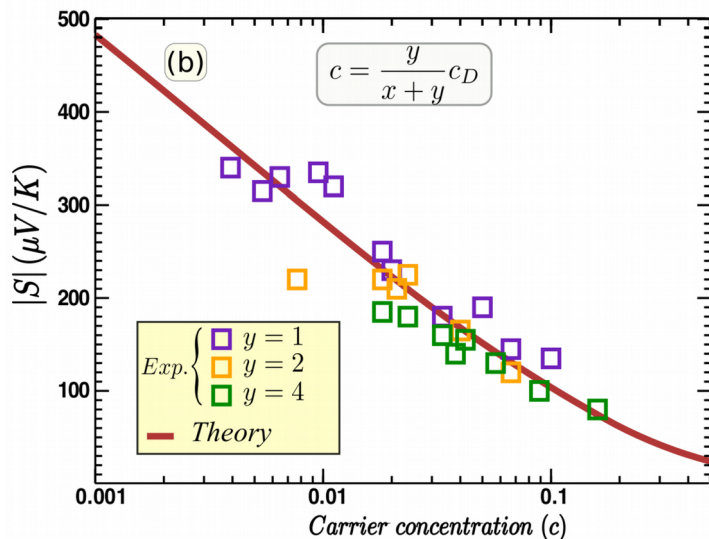 500
400
300
200
100
|S| (μV/K)
(b)
c = y/(x + y) c_D
Exp.
y = 1
y = 2
y = 4
Theory
0.001
0.01
0.1
Carrier concentration (c)